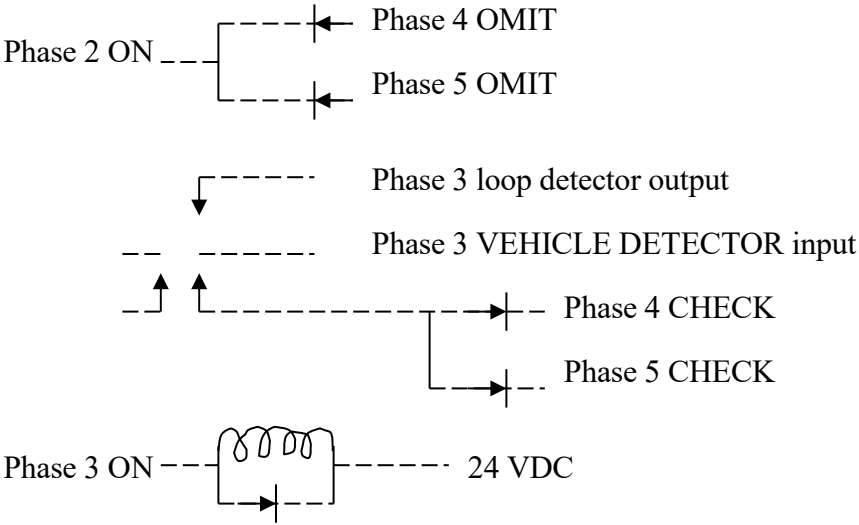 Phase 4 OMIT
Phase 2 ON
Phase 5 OMIT
Phase 3 loop detector output
Phase 3 VEHICLE DETECTOR input
Phase 4 CHECK
Phase 5 CHECK
Phase 3 ON
24 VDC